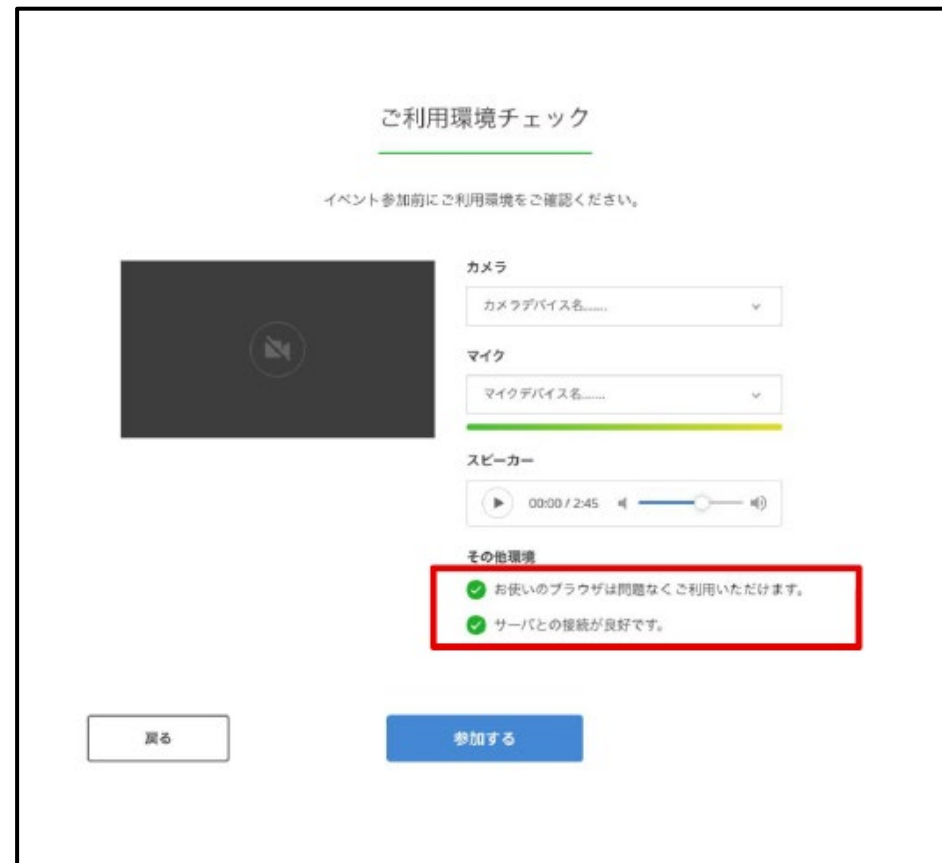 ご利用環境チェック
イベント参加前にご利用環境をご確認ください。
カメラ
カメラデバイス名......
マイク
マイクデバイス名......
スピーカー
00:00 / 2:45
その他環境
お使いのブラウザは問題なくご利用いただけます。
サーバとの接続が良好です。
戻る
参加する